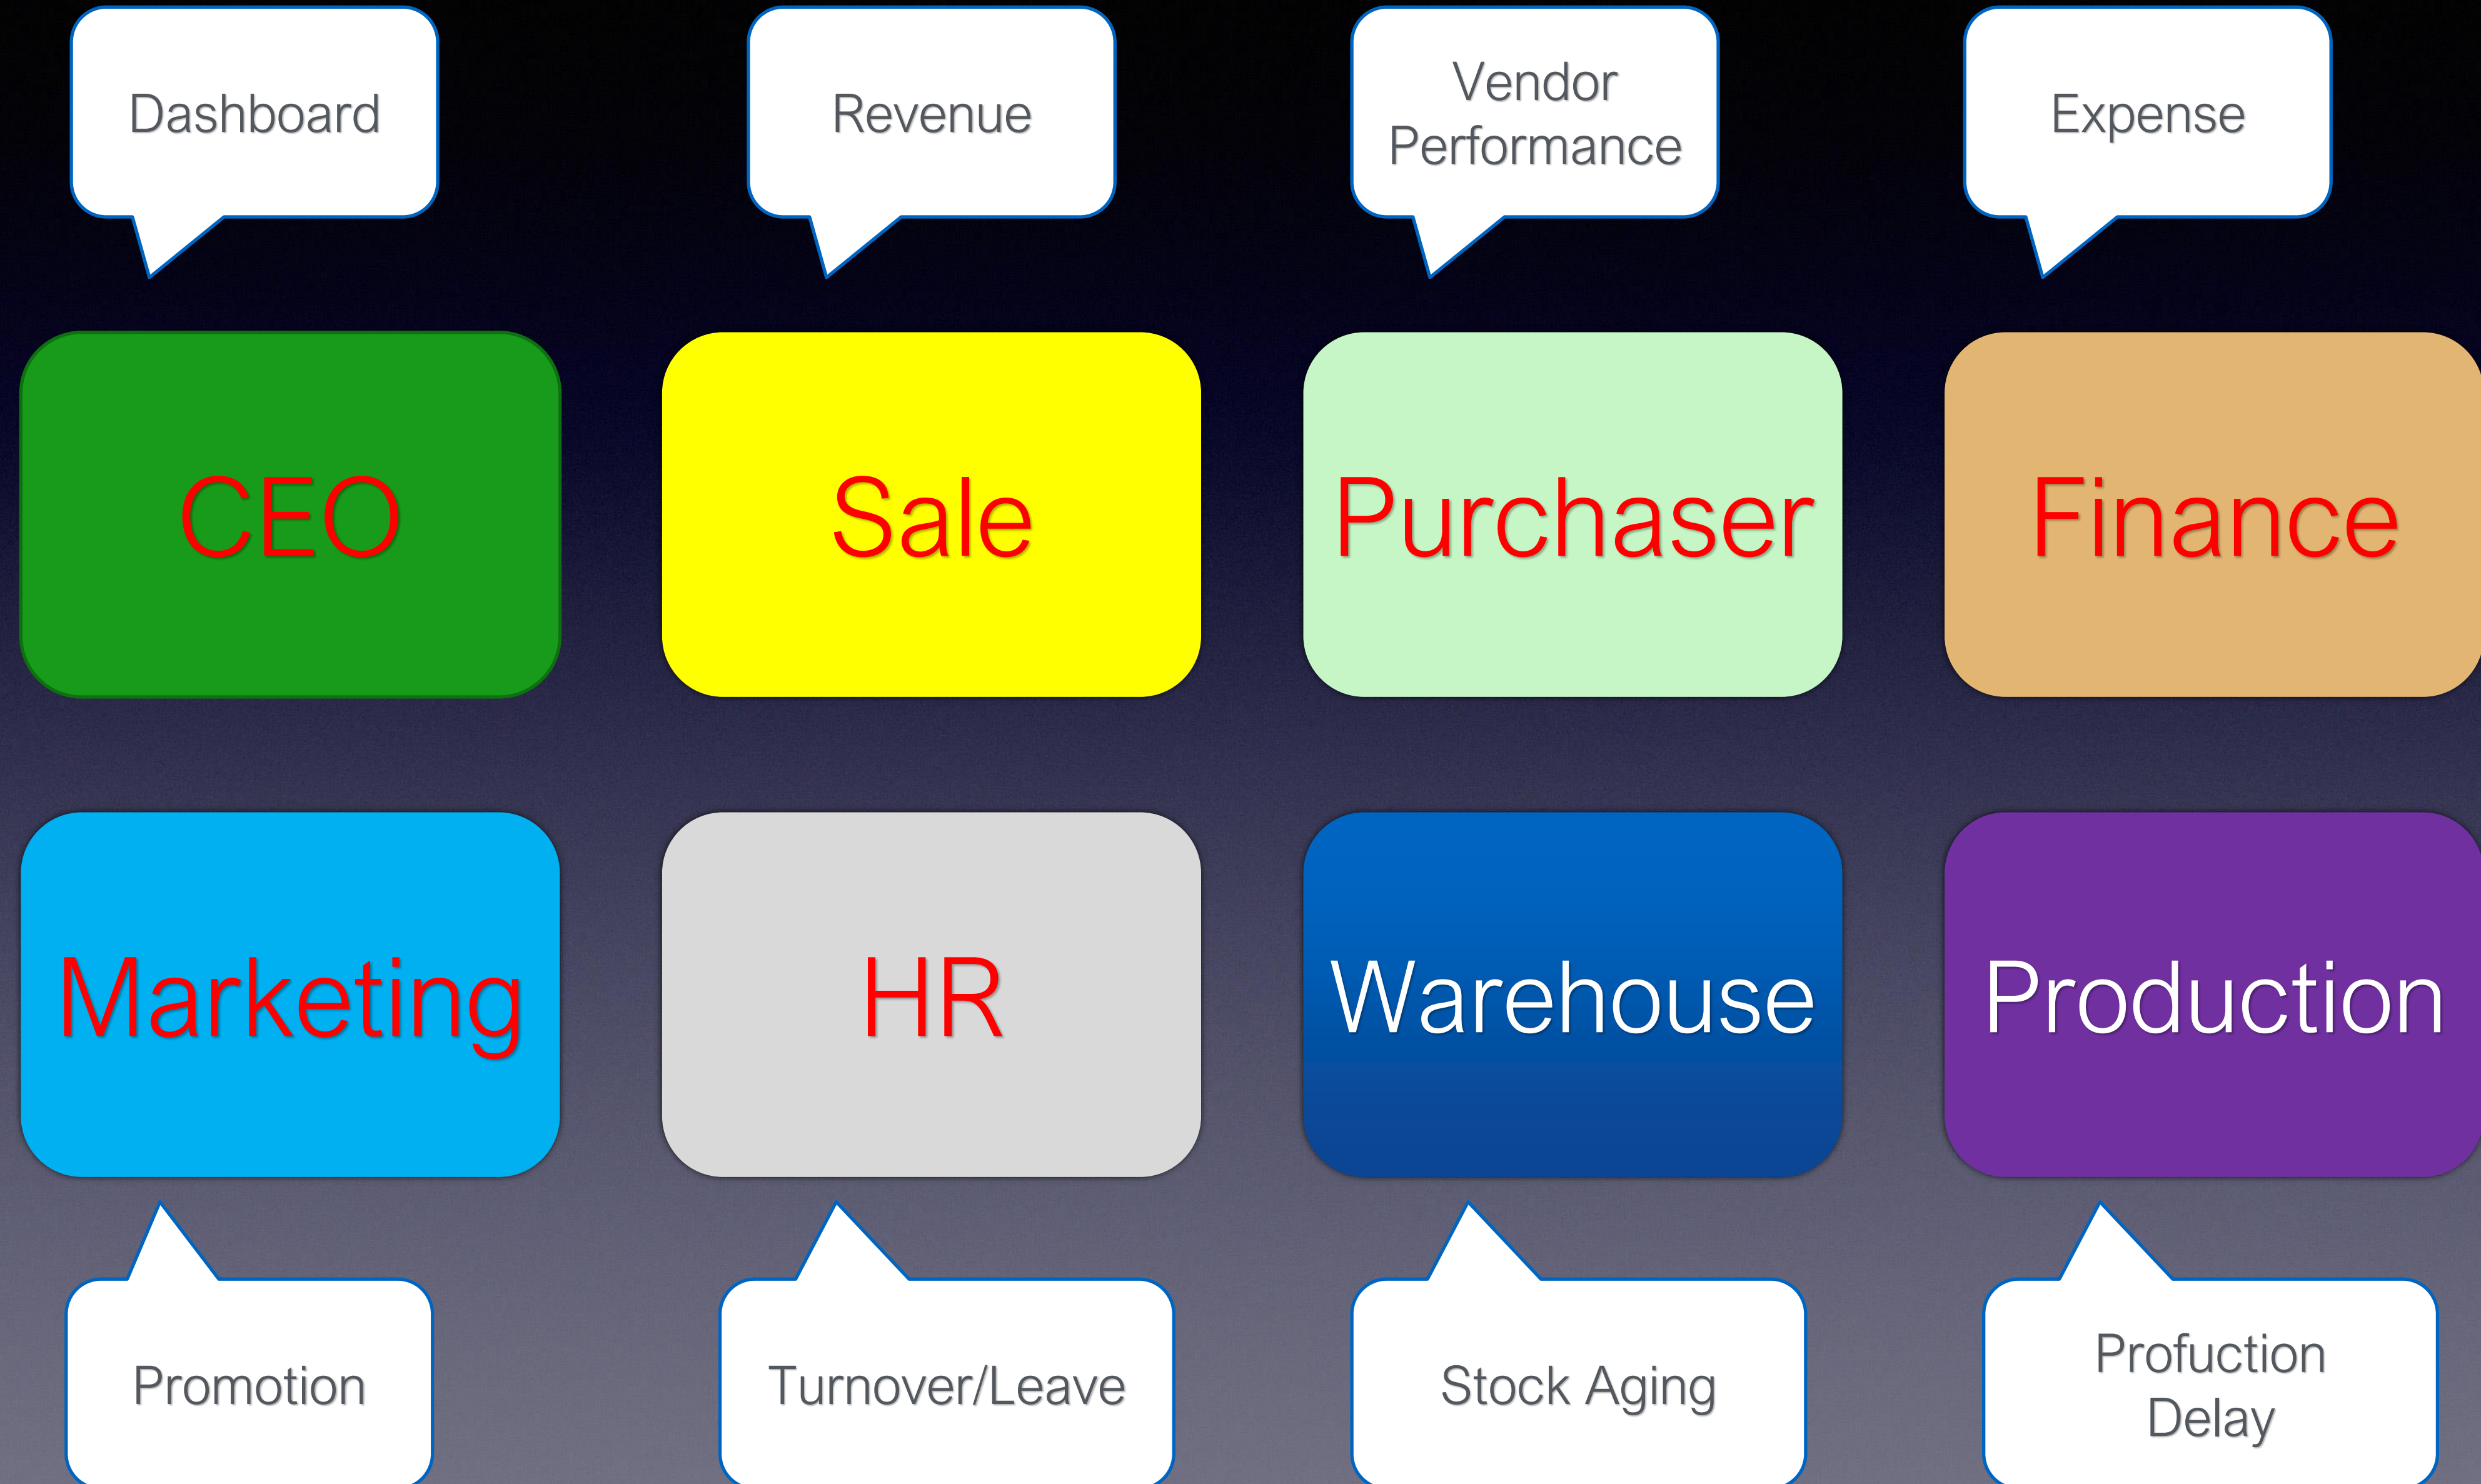 Dashboard
Revenue
Vendor
Performance
Expense
CEO
Sale
Purchaser
Finance
Marketing
HR
Warehouse
Production
Promotion
Turnover/Leave
Stock Aging
Profuction
Delay